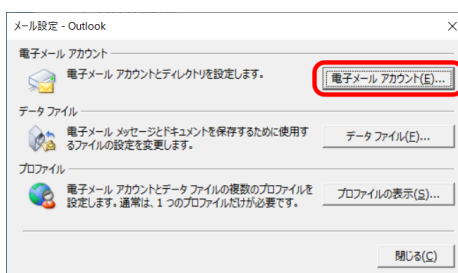 メール設定 - Outlook
電子メール アカウント
電子メール アカウントとディレクトリを設定します。
電子メール アカウント(E)...
データ ファイル
電子メール メッセージとドキュメントを保存するために使用す
るファイルの設定を変更します。
データ ファイル(F)...
プロファイル
電子メール アカウントとデータ ファイルの複数のプロファイルを
設定します。通常は、1 つのプロファイルだけが必要です。
プロファイルの表示(S)...
閉じる(C)